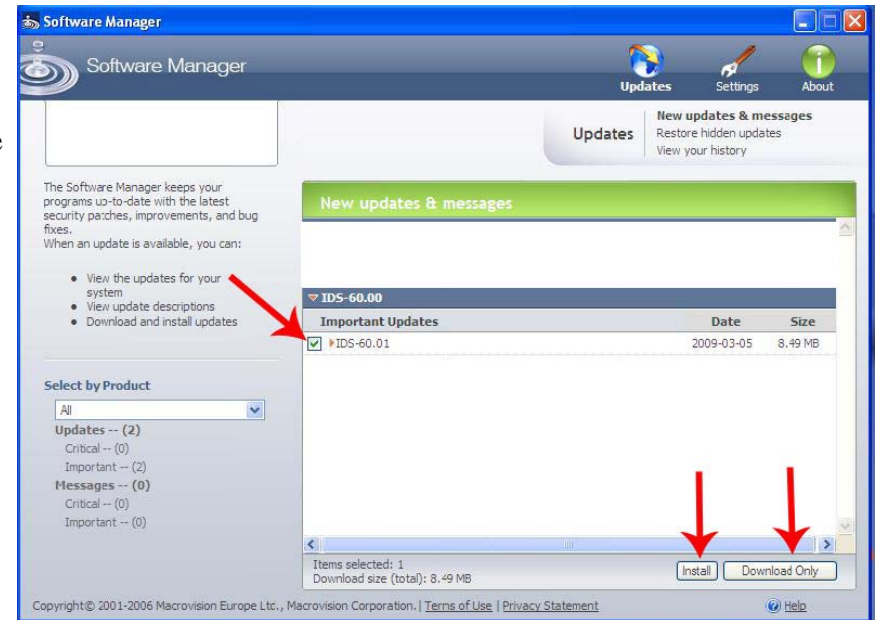 Software Manager
Software Manager
Updates Settings About
Updates
New updates & messages
Restore hidden updates
View your history
The Software Manager keeps your
programs up-to-date with the latest
security patches, improvements, and bug
fixes.
When an update is available, you can:
• View the updates for your
system
• View update descriptions
• Download and install updates
Select by Product
All
Updates -- (2)
Critical -- (0)
Important -- (2)
Messages -- (0)
Critical -- (0)
Important -- (0)
New updates & messages
IDS-60.00
Important Updates Date Size
IDS-60.01 2009-03-05 8.49 MB
Items selected: 1
Download size (total): 8.49 MB
Install Download Only
Copyright© 2001-2006 Macrovision Europe Ltc., Macrovision Corporation. | Terms of Use | Privacy Statement
Help